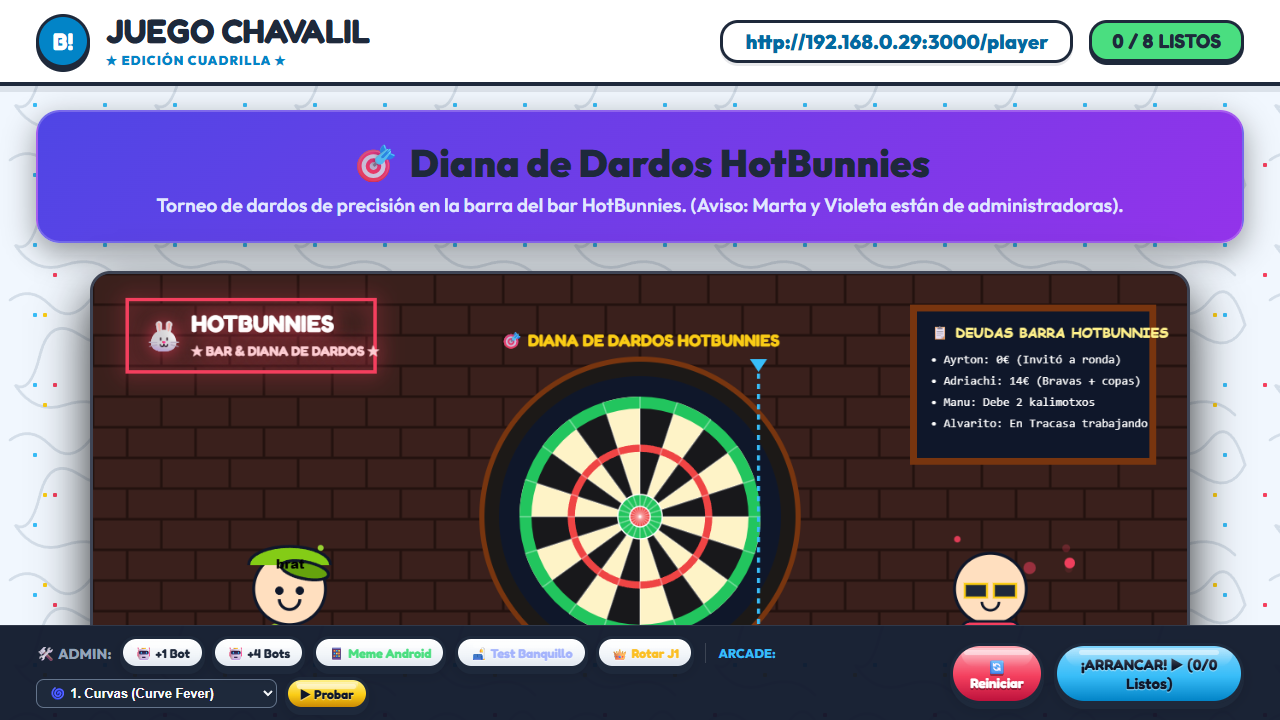 B!
JUEGO CHAVALIL
★ EDICIÓN CUADRILLA ★
http://192.168.0.29:3000/player
0 / 8 LISTOS
🎯 Diana de Dardos HotBunnies
Torneo de dardos de precisión en la barra del bar HotBunnies. (Aviso: Marta y Violeta están de administradoras).
HOTBUNNIES
★ BAR & DIANA DE DARDOS ★
🎯 DIANA DE DARDOS HOTBUNNIES
📋 DEUDAS BARRA HOTBUNNIES
• Ayrton: 0€ (Invitó a ronda)
• Adriachi: 14€ (Bravas + copas)
• Manu: Debe 2 kalimotxos
• Alvarito: En Tracasa trabajando
brat
🛠️ ADMIN:
🤖 +1 Bot
🤖 +4 Bots
📱 Meme Android
🛋️ Test Banquillo
👑 Rotar J1
ARCADE:
🌀 1. Curvas (Curve Fever)
▶ Probar
🔄 Reiniciar
¡ARRANCAR! ▶ (0/0
Listos)